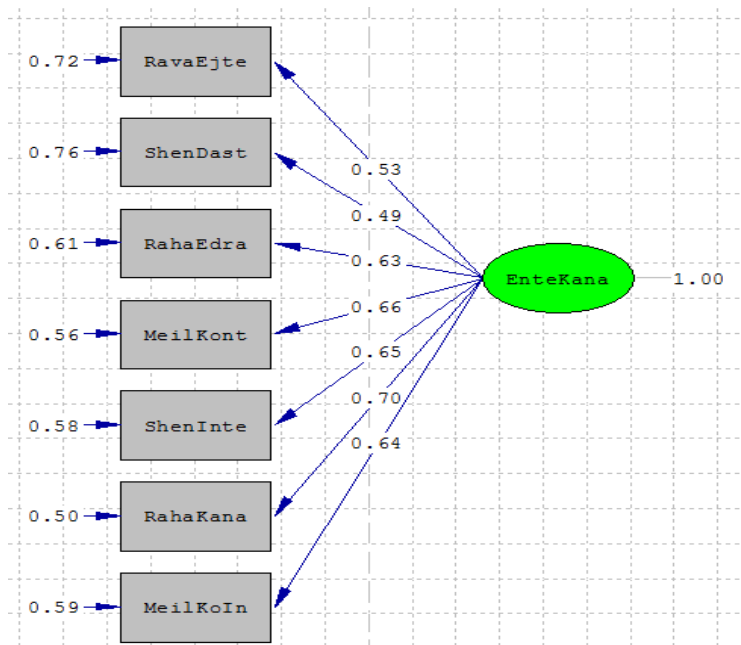 0.72 RavaEjte
0.53
0.76 ShenDast
0.49
0.61 RahaEdra
0.63
EnteKana 1.00
0.66
0.56 MeilKont
0.65
0.70
0.58 ShenInte
0.64
0.50 RahaKana
0.59 MeilKoIn